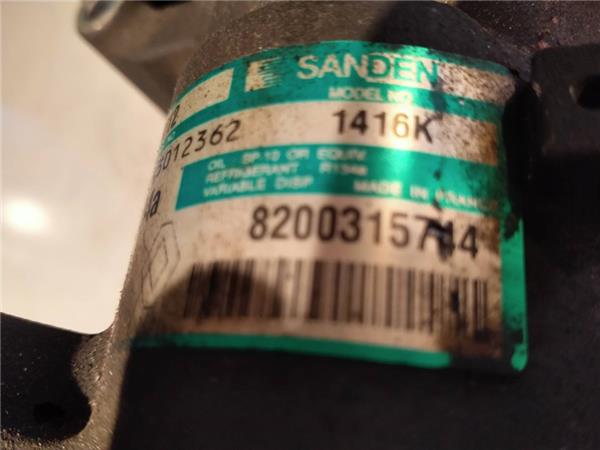 SANDEN
MODEL NO
1416K
012362
OIL SP-10 OR EQUIV
REFRIGERANT R134a
VARIABLE DISP MADE IN FRANCE
8200315744